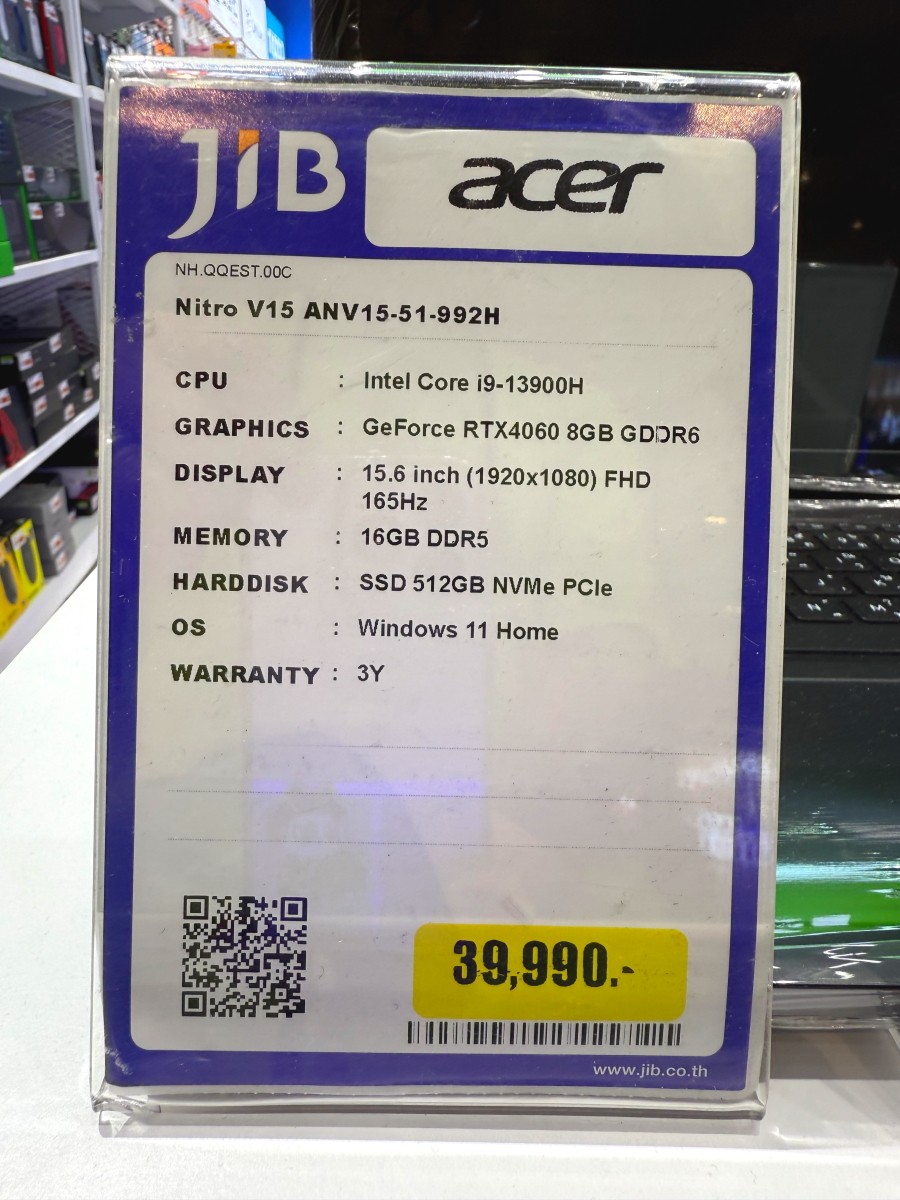 JIB
acer
NH.QQEST.00C
Nitro V15 ANV15-51-992H
CPU : Intel Core i9-13900H
GRAPHICS : GeForce RTX4060 8GB GDDR6
DISPLAY : 15.6 inch (1920x1080) FHD
165Hz
MEMORY : 16GB DDR5
HARDDISK : SSD 512GB NVMe PCIe
OS : Windows 11 Home
WARRANTY : 3Y
39,990.-
www.jib.co.th